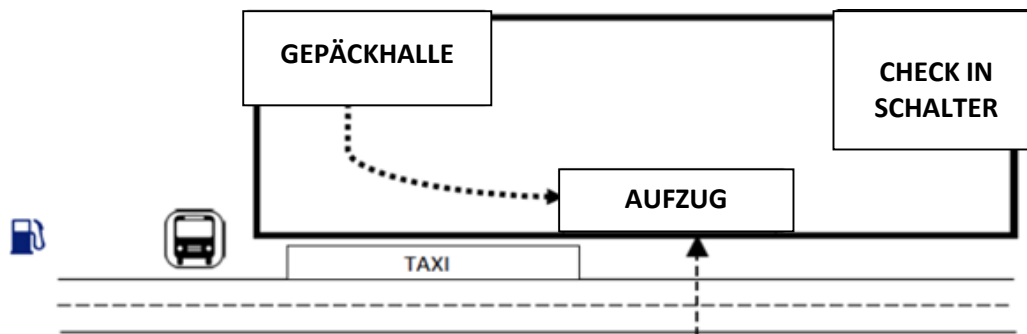 GEPÄCKHALLE
CHECK IN
SCHALTER
AUFZUG
TAXI